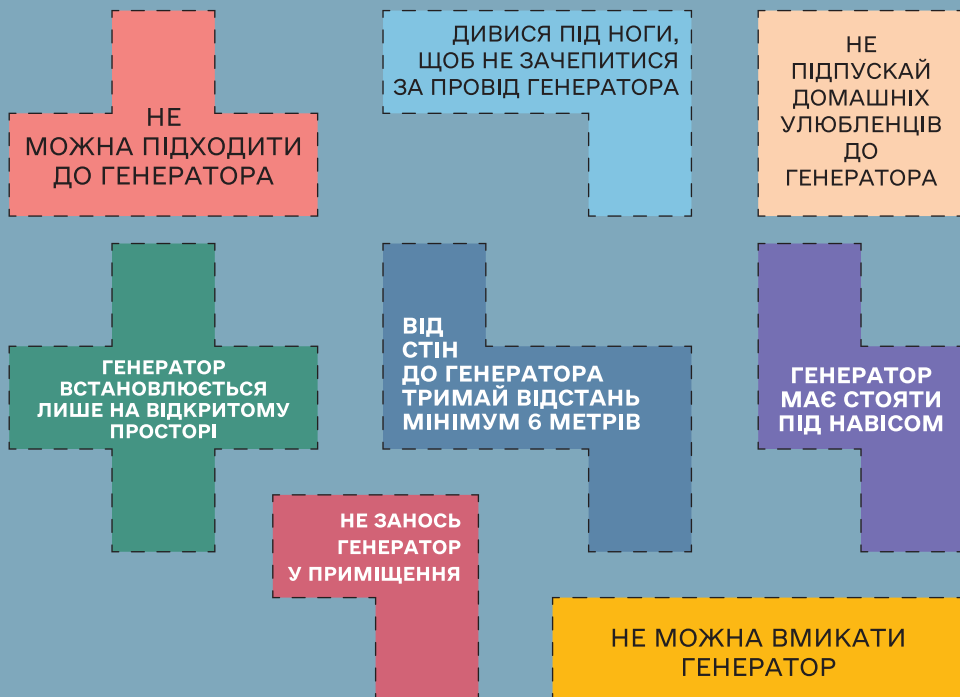 НЕ
МОЖНА ПІДХОДИТИ
ДО ГЕНЕРАТОРА
ДИВИСЯ ПІД НОГИ,
ЩОБ НЕ ЗАЧЕПИТИСЯ
ЗА ПРОВІД ГЕНЕРАТОРА
НЕ
ПІДПУСКАЙ
ДОМАШНІХ
УЛЮБЛЕНЦІВ
ДО
ГЕНЕРАТОРА
ГЕНЕРАТОР
ВСТАНОВЛЮЄТЬСЯ
ЛИШЕ НА ВІДКРИТОМУ
ПРОСТОРІ
ВІД
СТІН
ДО ГЕНЕРАТОРА
ТРИМАЙ ВІДСТАНЬ
МІНІМУМ 6 МЕТРІВ
ГЕНЕРАТОР
МАЄ СТОЯТИ
ПІД НАВІСОМ
НЕ ЗАНОСЬ
ГЕНЕРАТОР
У ПРИМІЩЕННЯ
НЕ МОЖНА ВМИКАТИ
ГЕНЕРАТОР